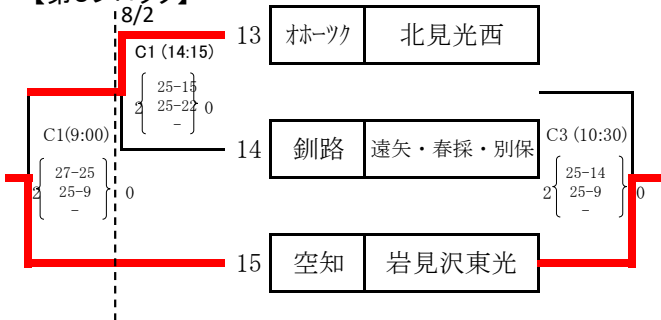 8/2
13 ｵﾎｰﾂｸ 北見光西
C1 (14:15)
25-15
2 25-22 0
-
C1(9:00)
27-25
2 25-9 0
-
14 釧路 遠矢・春採・別保
C3 (10:30)
25-14
2 25-9 0
-
15 空知 岩見沢東光